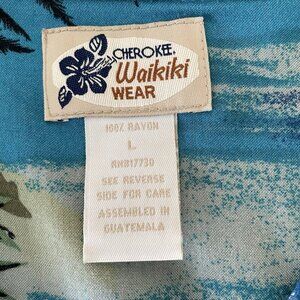 CHEROKEE.
Waikiki
WEAR
100% RAYON
L
RN317730
SEE REVERSE
SIDE FOR CARE
ASSEMBLED IN
GUATEMALA